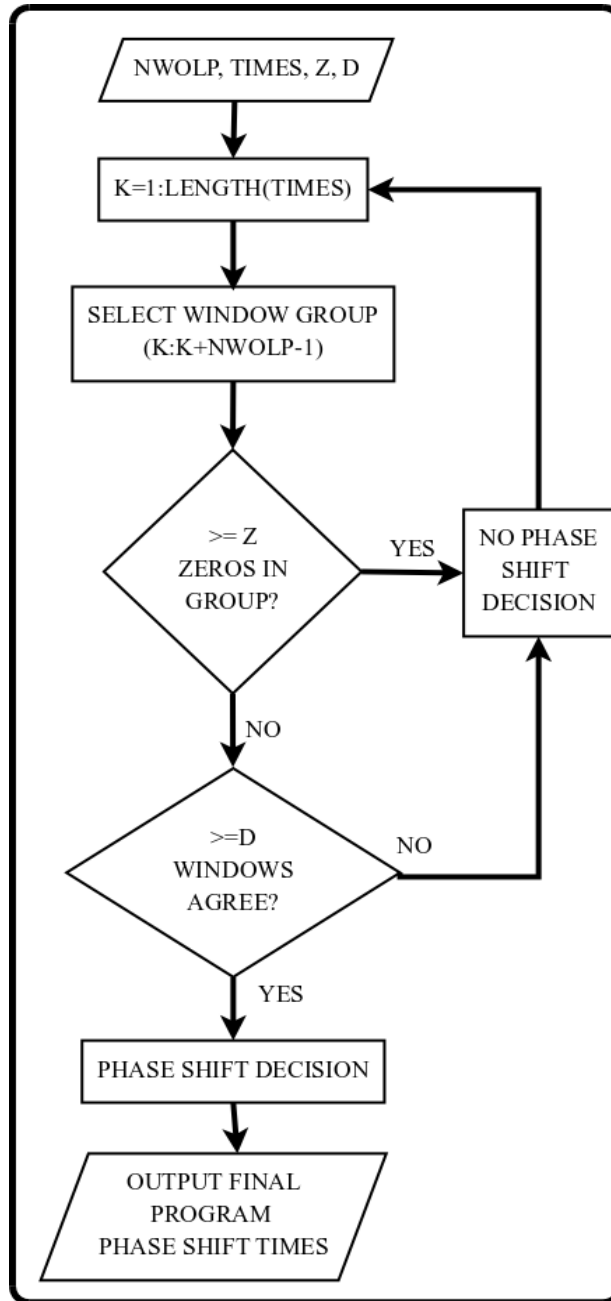 NWOLP, TIMES, Z, D
K=1:LENGTH(TIMES)
SELECT WINDOW GROUP
(K:K+NWOLP-1)
>= Z
ZEROS IN
GROUP?
YES
NO PHASE
SHIFT
DECISION
NO
>=D
WINDOWS
AGREE?
NO
YES
PHASE SHIFT DECISION
OUTPUT FINAL
PROGRAM
PHASE SHIFT TIMES